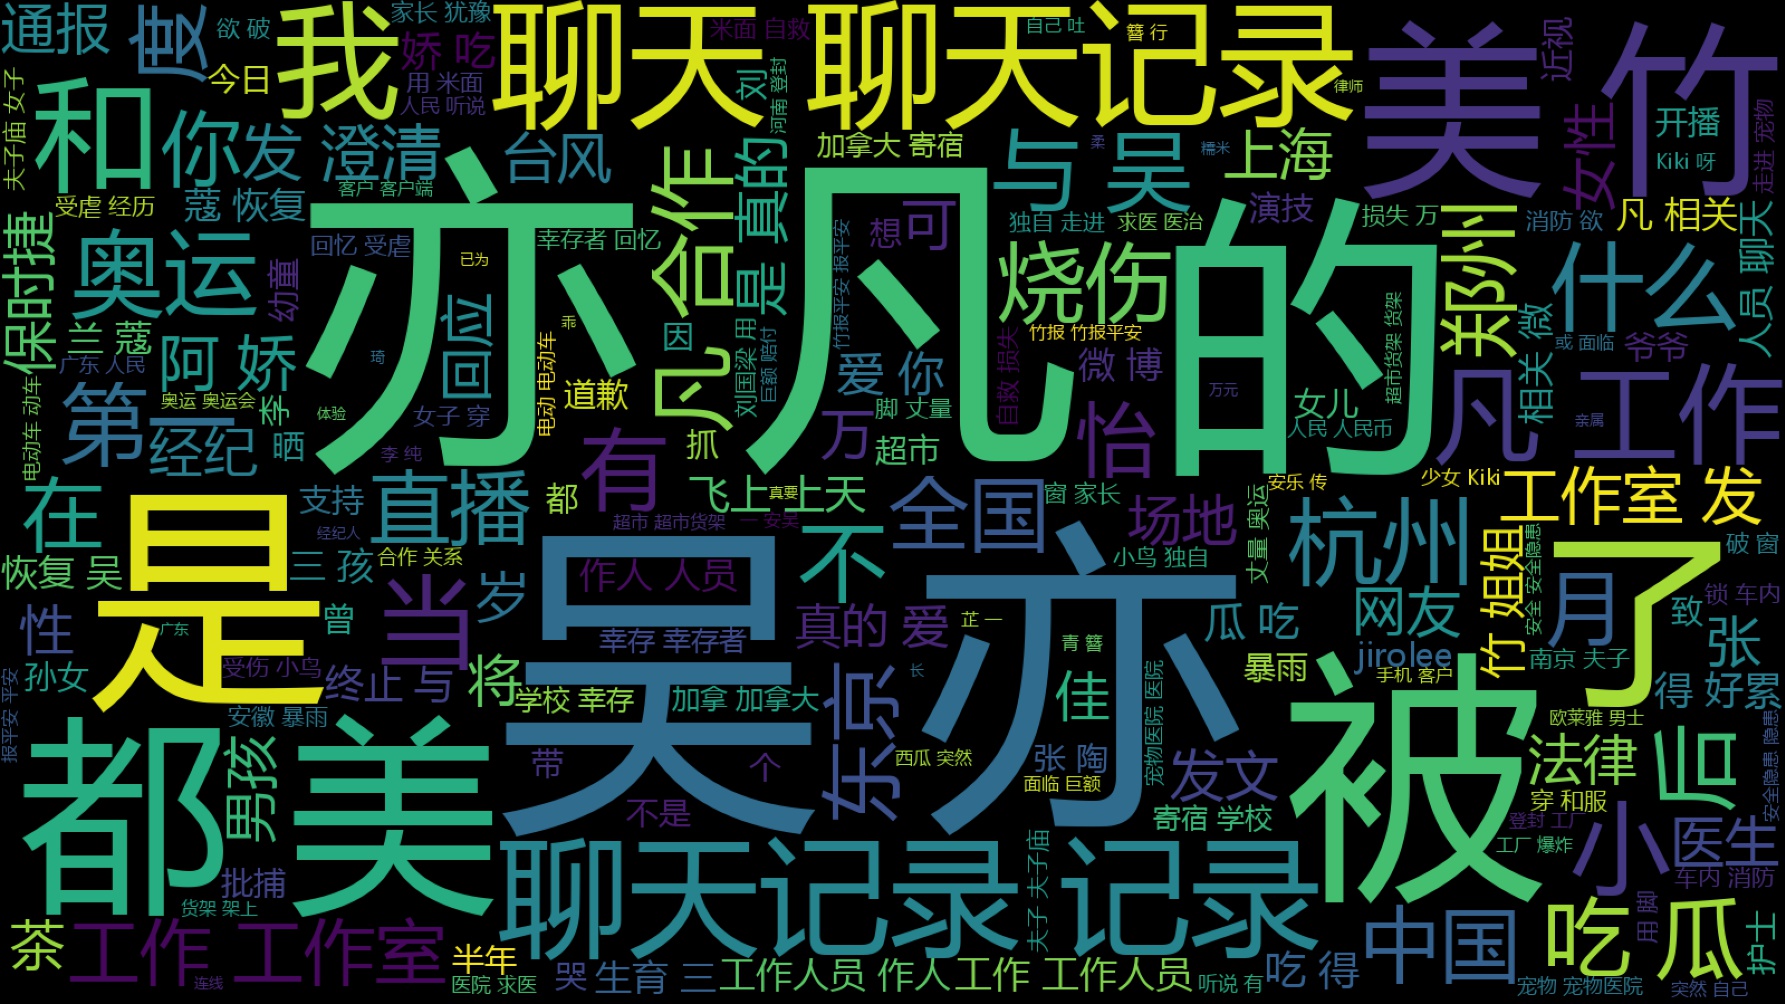 通报
度
欲 破
家长 犹豫
我
聊天
聊天记录
米面 自救
自己 吐
簪 行
律师
美 竹
近视
娇 吃
今日
用 米面
人民 听说
刘
河南 登封
夫子庙 女子
和
你
发
澄清
台风
合作
真的
加拿大 寄宿
与 吴
柔
糯米
上海
女性
开播
Kiki 呀
走进 宠物
客户 客户端
受虐 经历
蔻 恢复
亦 凡
的
想
可
独自 走进
求医 医治
演技
损失 万
消防 欲
凡 相关
保时捷
奥运
幼童
回忆 受虐
已为
幸存者 回忆
是
竹报平安 报平安
烧伤
郑州
什么
人员 聊天
兰 蔻
阿 娇
回应
乖
因
刘国梁 用
巨额 赔付
竹报 竹报平安
超市货架 货架
相关 微
或 面临
爷爷
广东 人民
琦
电动 电动车
凡
爱 你
自救 损失
微 博
万元
奥运 奥运会
李
体验
女子 穿
道歉
万
脚 丈量
怡
女儿
人民 人民币
凡 工作
亲属
第一
经纪
晒
李 纯
有
抓
超市
电动车 动车
在
支持
直播
都
飞上 上天
真要
全国
窗 家长
场地
丈量 奥运
安乐 传
少女 Kiki
工作室 发
经纪人
超市 超市货架
一 安吴
杭州
恢复 吴
是
三 孩
合作 关系
当
岁
作人 人员
吴 亦
不
小鸟 独自
竹 姐姐
安全 安全隐患
了
破 窗
性
广东
曾
幸存 幸存者
真的 爱
芷 一
青 簪
瓜 吃
网友
月
致
锁 车内
张
孙女
受伤 小鸟
终止 与
将
学校 幸存
加拿 加拿大
东京
长
佳
暴雨
jirolee
手机 客户
被
南京 夫子
得 好累
报平安 平安
安徽 暴雨
都
男孩
美
带
个
不是
西瓜 突然
张 陶
面临 巨额
宠物医院 医院
发文
寄宿 学校
欧莱雅 男士
法律
后
穿 和服
登封 工厂
工厂 爆炸
安全隐患 隐患
批捕
货架 架上
聊天记录
夫子 夫子庙
记录
小
医生
车内 消防
茶
工作 工作室
连线
半年
医院 求医
哭
生育 三
工作人员 作人
工作 工作人员
听说 有
吃 得
中国
吃 瓜
用 脚
护士
宠物 宠物医院
突然 自己